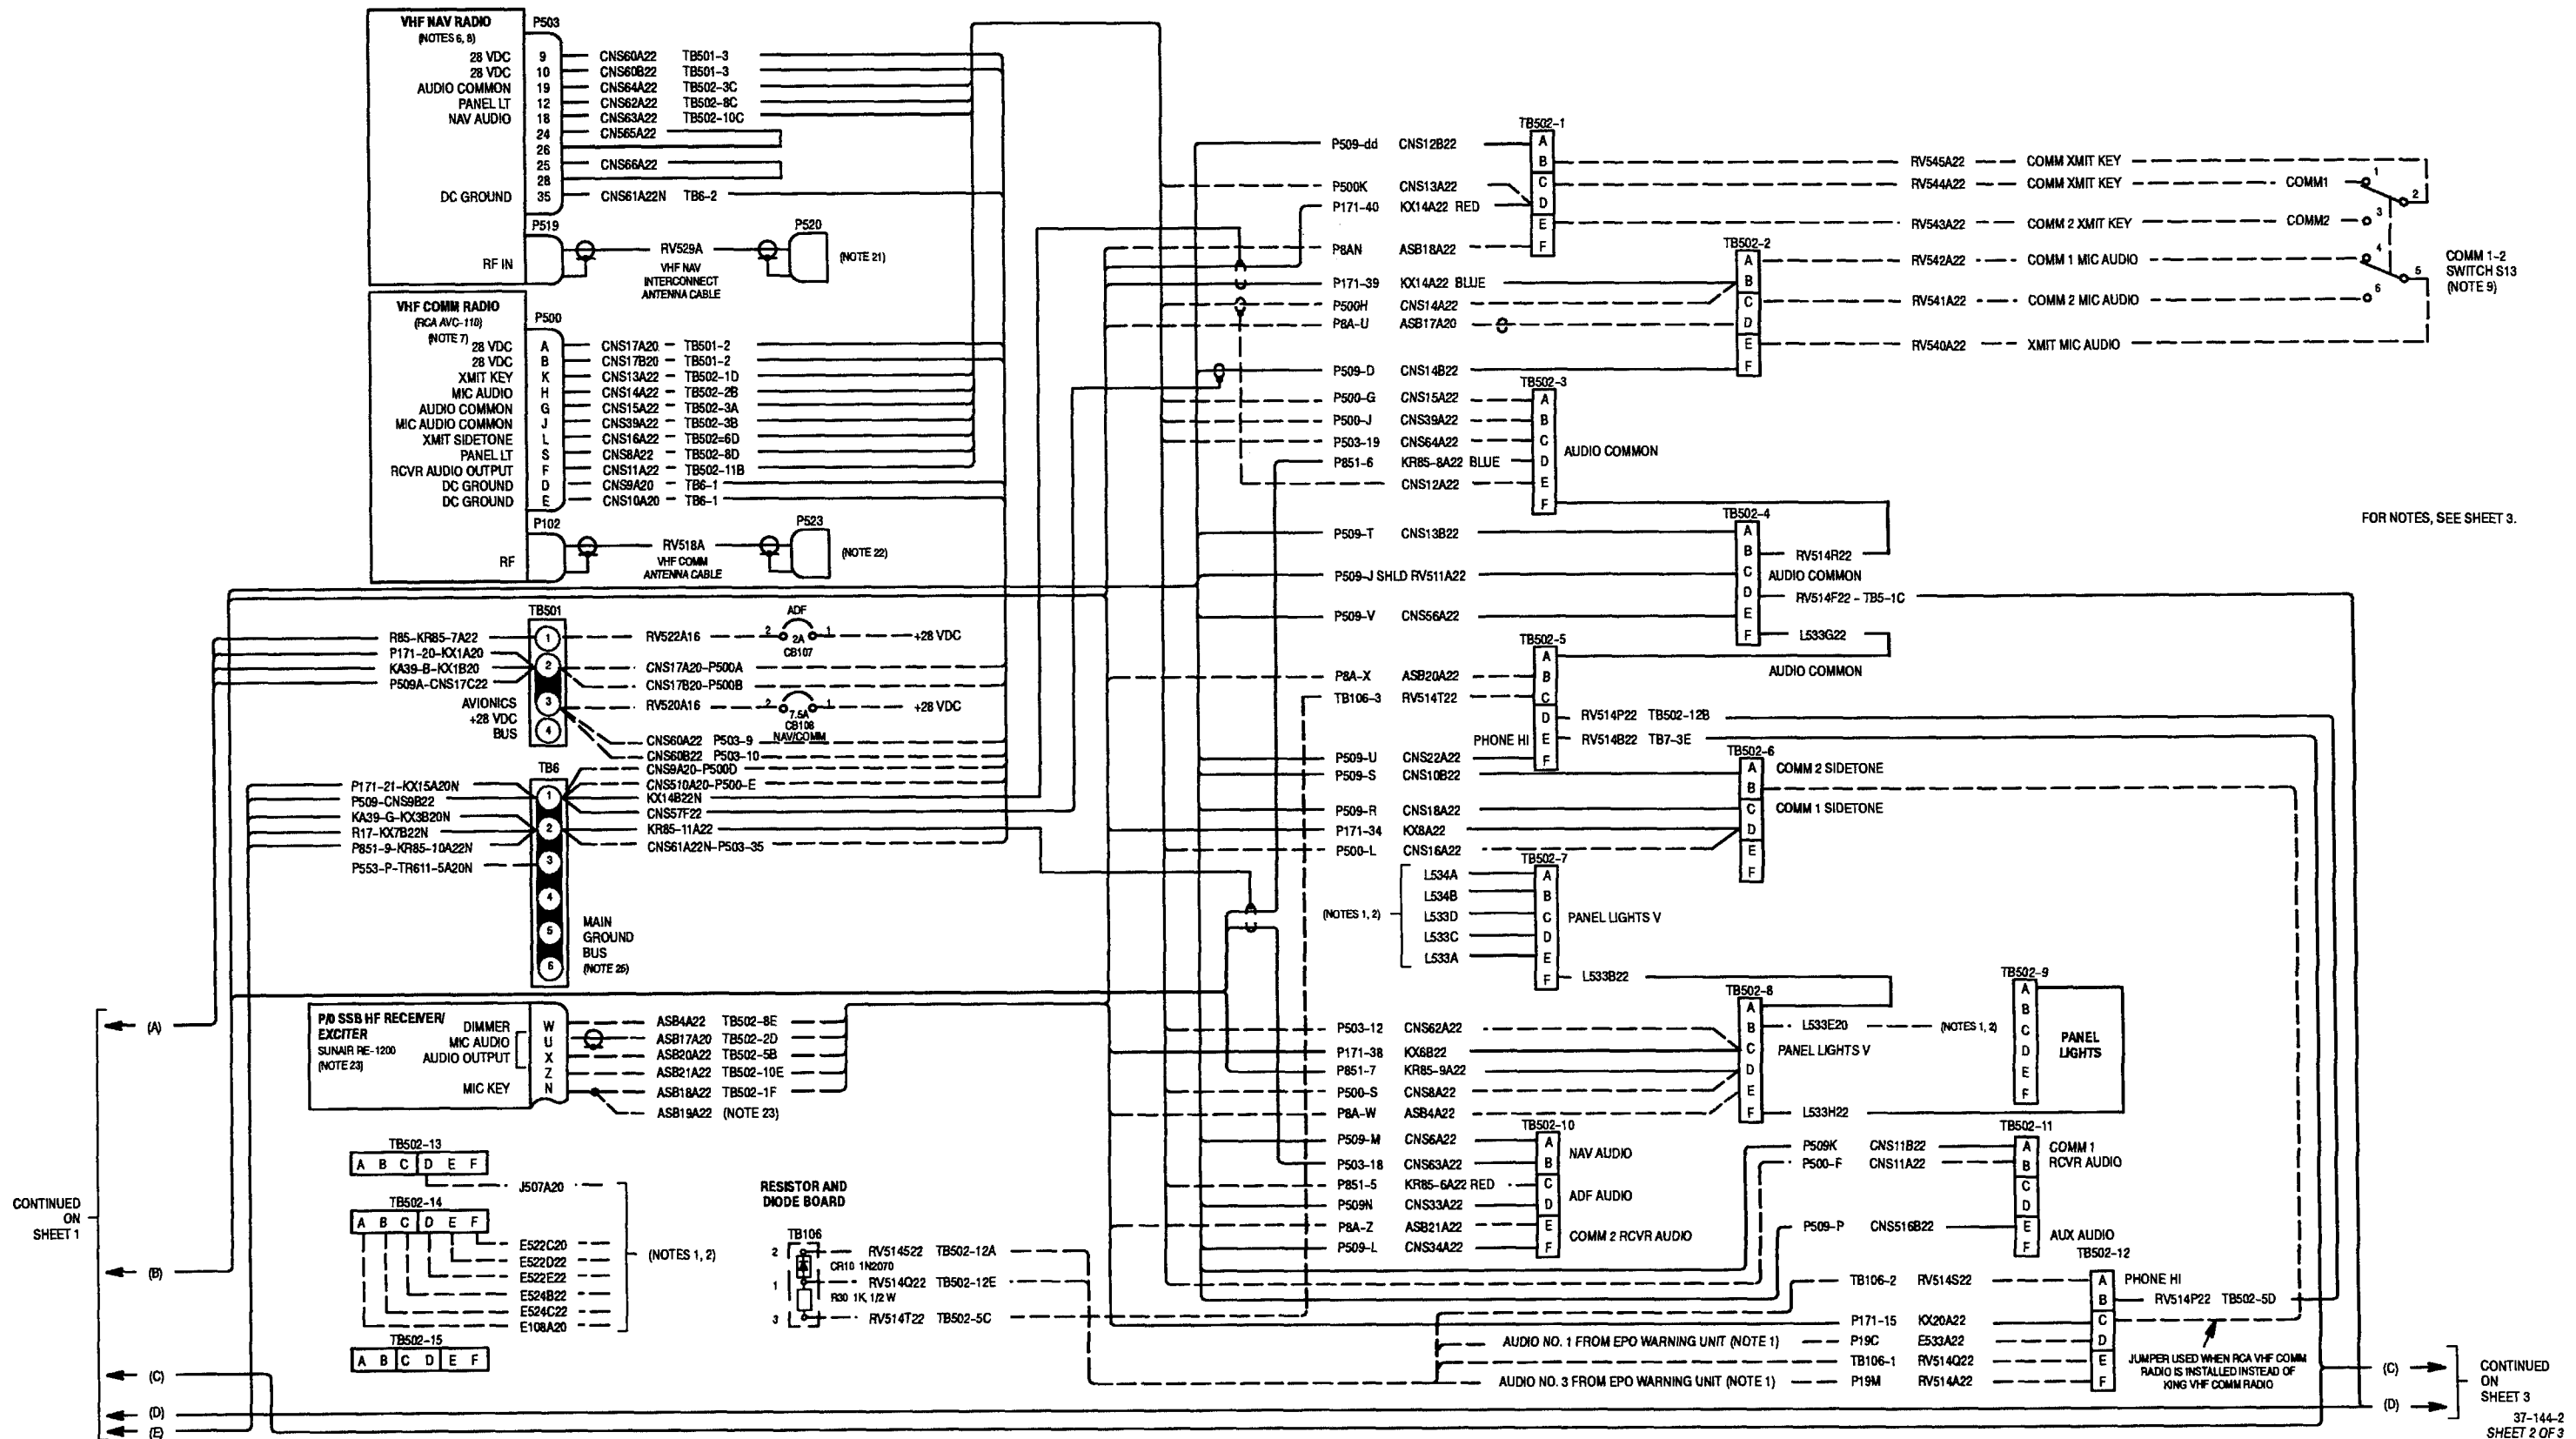 VHF NAV RADIO
(NOTES 6, 8)
P503
28 VDC 9 CNS60A22 TB501-3
28 VDC 10 CNS60B22 TB501-3
AUDIO COMMON 19 CNS64A22 TB502-3C
PANEL LT 12 CNS62A22 TB502-8C
NAV AUDIO 18 CNS63A22 TB502-10C
24 CN565A22
26
25 CNS66A22
28
DC GROUND 35 CNS61A22N TB6-2
P519
P520
RF IN
RV529A
(NOTE 21)
VHF NAV
INTERCONNECT
ANTENNA CABLE
VHF COMM RADIO
(RCA AVC-110)
(NOTE 7)
P500
28 VDC A CNS17A20 - TB501-2
28 VDC B CNS17B20 - TB501-2
XMIT KEY K CNS13A22 - TB502-1D
MIC AUDIO H CNS14A22 - TB502-2B
AUDIO COMMON G CNS15A22 - TB502-3A
MIC AUDIO COMMON J CNS39A22 - TB502-3B
XMIT SIDETONE L CNS16A22 - TB502=6D
PANEL LT S CNS8A22 - TB502-8D
RCVR AUDIO OUTPUT F CNS11A22 - TB502-11B
DC GROUND D CNS9A20 - TB6-1
DC GROUND E CNS10A20 - TB6-1
P102
P523
RF
RV518A
(NOTE 22)
VHF COMM
ANTENNA CABLE
TB501
ADF
R85-KR85-7A22 1 RV522A16 2 2A 1 +28 VDC
CB107
P171-20-KX1A20
KA39-B-KX1B20 2 CNS17A20-P500A
P509A-CNS17C22 CNS17B20-P500B
AVIONICS
+28 VDC
BUS
3 RV520A16 2 7.5A 1 +28 VDC
CB108
NAV/COMM
4
CNS60A22 P503-9
CNS60B22 P503-10
TB6
CNS9A20-P500D
CNS510A20-P500-E
P171-21-KX15A20N
P509-CNS9B22 1 KX14B22N
KA39-G-KX3B20N CNS57F22
R17-KX7B22N 2 KR85-11A22
P851-9-KR85-10A22N CNS61A22N-P503-35
P553-P-TR611-5A20N 3
4
5
6
MAIN
GROUND
BUS
(NOTE 25)
P/O SSB HF RECEIVER/
EXCITER
SUNAIR RE-1200
(NOTE 23)
DIMMER W ASB4A22 TB502-8E
MIC AUDIO U ASB17A20 TB502-2D
AUDIO OUTPUT X ASB20A22 TB502-5B
Z ASB21A22 TB502-10E
MIC KEY N ASB18A22 TB502-1F
ASB19A22 (NOTE 23)
TB502-13
A B C D E F
J507A20
TB502-14
A B C D E F
E522C20
E522D22
E522E22
E524B22
E524C22
E108A20
(NOTES 1, 2)
TB502-15
A B C D E F
RESISTOR AND
DIODE BOARD
TB106
2 RV514522 TB502-12A
CR10 1N2070
1 RV514Q22 TB502-12E
R30 1K, 1/2 W
3 RV514T22 TB502-5C
CONTINUED
ON
SHEET 1
(A)
(B)
(C)
(D)
(E)
TB502-1
P509-dd CNS12B22 A
B RV545A22 COMM XMIT KEY
P500K CNS13A22 C RV544A22 COMM XMIT KEY COMM1 1 2
P171-40 KX14A22 RED D
E RV543A22 COMM 2 XMIT KEY COMM2 3
P8AN ASB18A22 F
TB502-2
A RV542A22 COMM 1 MIC AUDIO 4 5
P171-39 KX14A22 BLUE B
P500H CNS14A22 C RV541A22 COMM 2 MIC AUDIO 6
P8A-U ASB17A20 D
E RV540A22 XMIT MIC AUDIO
P509-D CNS14B22 F
COMM 1-2
SWITCH S13
(NOTE 9)
TB502-3
P500-G CNS15A22 A
P500-J CNS39A22 B
P503-19 CNS64A22 C
AUDIO COMMON
P851-6 KR85-8A22 BLUE D
CNS12A22 E
F
FOR NOTES, SEE SHEET 3.
TB502-4
P509-T CNS13B22 A
B RV514R22
P509-J SHLD RV511A22 C AUDIO COMMON
D RV514F22 - TB5-1C
P509-V CNS56A22 E
F L533G22
TB502-5
A AUDIO COMMON
P8A-X ASB20A22 B
TB106-3 RV514T22 C
D RV514P22 TB502-12B
PHONE HI E RV514B22 TB7-3E
P509-U CNS22A22 F
TB502-6
P509-S CNS10B22 A COMM 2 SIDETONE
B
P509-R CNS18A22 C COMM 1 SIDETONE
P171-34 KX8A22 D
P500-L CNS16A22 E
F
TB502-7
L534A A
L534B B
(NOTES 1, 2) L533D C PANEL LIGHTS V
L533C D
L533A E
F L533B22
TB502-8
A
P503-12 CNS62A22 B L533E20 (NOTES 1, 2)
P171-38 KX6B22 C PANEL LIGHTS V
P851-7 KR85-9A22 D
P500-S CNS8A22 E
P8A-W ASB4A22 F L533H22
TB502-9
A
B
C
D
E
F
PANEL
LIGHTS
TB502-10
P509-M CNS6A22 A NAV AUDIO
P503-18 CNS63A22 B
P851-5 KR85-6A22 RED C ADF AUDIO
P509N CNS33A22 D
P8A-Z ASB21A22 E COMM 2 RCVR AUDIO
P509-L CNS34A22 F
TB502-11
P509K CNS11B22 A COMM 1
P500-F CNS11A22 B RCVR AUDIO
C
D
P509-P CNS516B22 E AUX AUDIO
F
TB502-12
TB106-2 RV514S22 A PHONE HI
B RV514P22 TB502-5D
P171-15 KX20A22 C
AUDIO NO. 1 FROM EPO WARNING UNIT (NOTE 1) P19C E533A22 D
TB106-1 RV514Q22 E
AUDIO NO. 3 FROM EPO WARNING UNIT (NOTE 1) P19M RV514A22 F
JUMPER USED WHEN RCA VHF COMM
RADIO IS INSTALLED INSTEAD OF
KING VHF COMM RADIO
(C)
(D)
CONTINUED
ON
SHEET 3
37-144-2
SHEET 2 OF 3